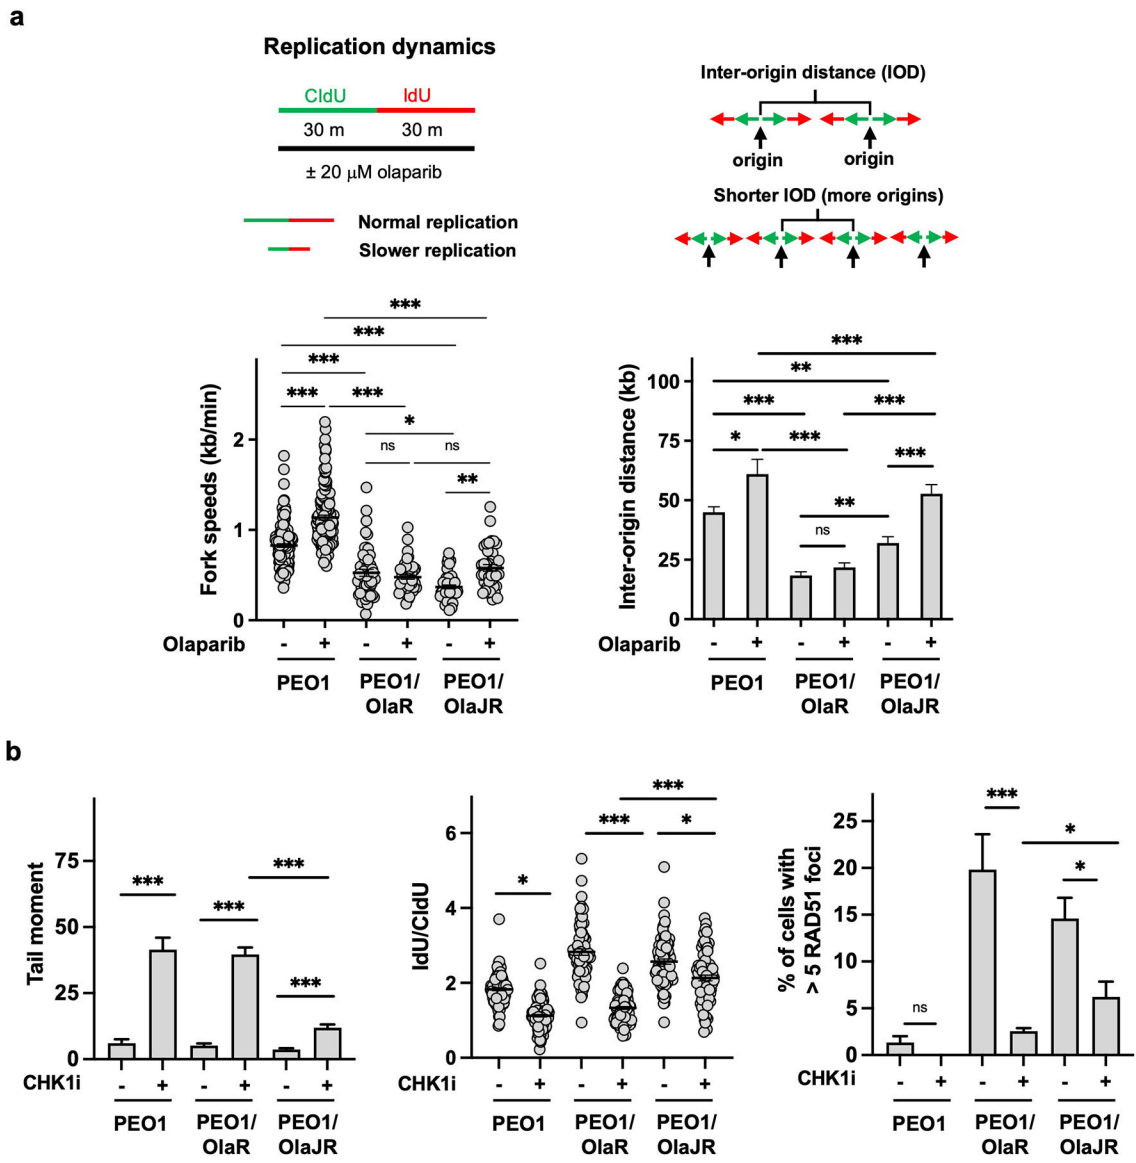 a
Replication dynamics
CldU IdU
30 m 30 m
± 20 μM olaparib
Normal replication
Slower replication
Inter-origin distance (IOD)
origin origin
Shorter IOD (more origins)
Fork speeds (kb/min)
2
1
0
***
***
***
*** ***
*
ns ns
**
Olaparib - + - + - +
PEO1 PEO1/ PEO1/
OlaR OlaJR
Inter-origin distance (kb)
100
75
50
25
0
***
**
*** ***
* *** ***
**
ns
Olaparib - + - + - +
PEO1 PEO1/ PEO1/
OlaR OlaJR
b
Tail moment
75
50
25
0
***
***
***
***
CHK1i - + - + - +
PEO1 PEO1/ PEO1/
OlaR OlaJR
IdU/CldU
6
4
2
0
***
*** *
*
CHK1i - + - + - +
PEO1 PEO1/ PEO1/
OlaR OlaJR
% of cells with
> 5 RAD51 foci
25
20
15
10
5
0
***
*
*
ns
CHK1i - + - + - +
PEO1 PEO1/ PEO1/
OlaR OlaJR